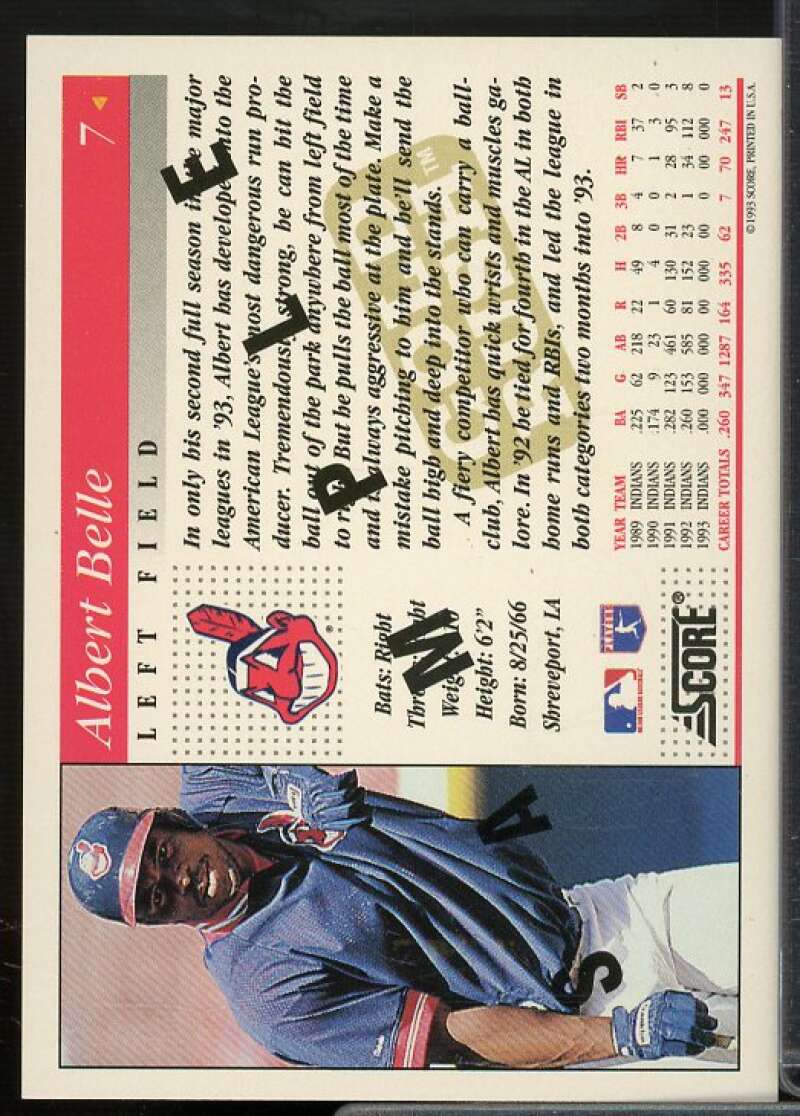 Albert Belle 7
LEFT FIELD
In only his second full season in the major
leagues in '93, Albert has developed into the
American League's most dangerous run pro-
ducer. Tremendously strong, he can hit the
ball out of the park anywhere from left field
to right. But he pulls the ball most of the time
and is always aggressive at the plate. Make a
mistake pitching to him and he'll send the
ball high and deep into the stands.
A fiery competitor who can carry a ball-
club, Albert has quick wrists and muscles ga-
lore. In '92 he tied for fourth in the AL in both
home runs and RBIs, and led the league in
both categories two months into '93.
Bats: Right
Throws: Right
Weight:
Height: 6'2"
Born: 8/25/66
Shreveport, LA
YEAR TEAM BA G AB R H 2B 3B HR RBI SB
1989 INDIANS .225 62 218 22 49 8 4 7 37 2
1990 INDIANS .174 9 23 1 4 0 0 1 3 0
1991 INDIANS .282 123 461 60 130 31 2 28 95 3
1992 INDIANS .260 153 585 81 152 23 1 34 112 8
1993 INDIANS .000 000 000 00 000 00 0 00 000 0
CAREER TOTALS .260 347 1287 164 335 62 7 70 247 13
© 1993 SCORE, PRINTED IN U.S.A.
PLAYERS
SCORE®
TM
®
SAMPLE